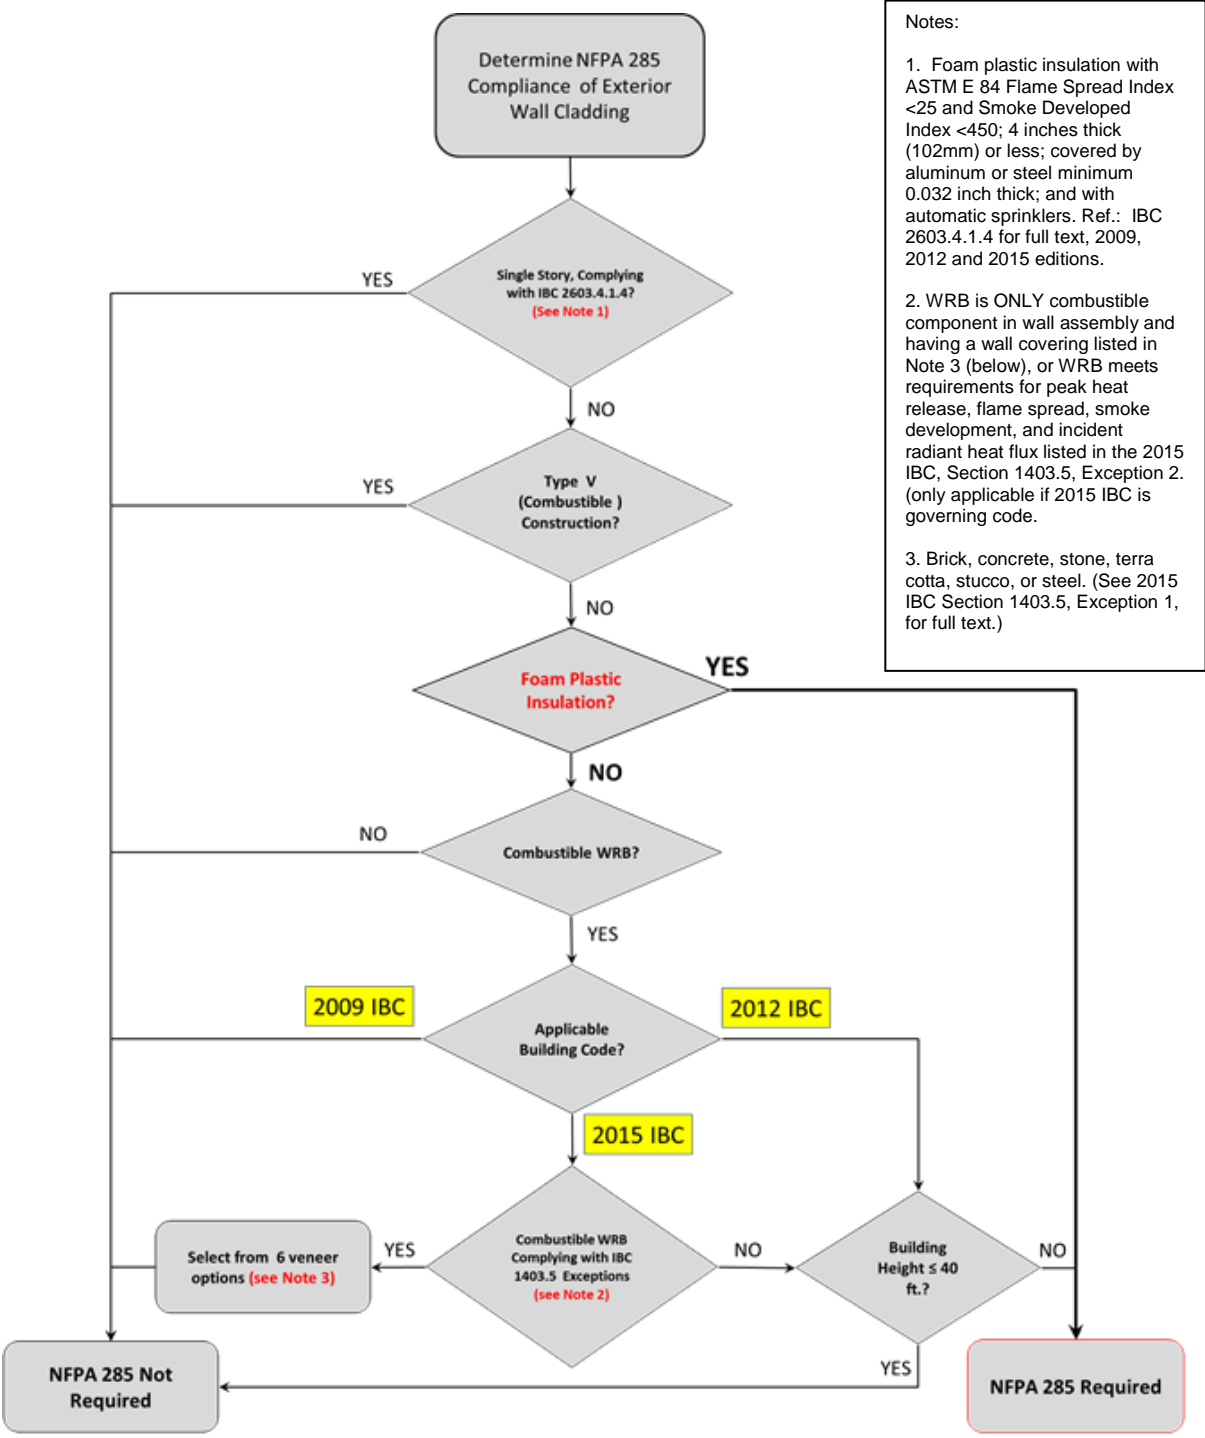 Determine NFPA 285
Compliance of Exterior
Wall Cladding
Notes:
1. Foam plastic insulation with
ASTM E 84 Flame Spread Index
<25 and Smoke Developed
Index <450; 4 inches thick
(102mm) or less; covered by
aluminum or steel minimum
0.032 inch thick; and with
automatic sprinklers. Ref.: IBC
2603.4.1.4 for full text, 2009,
2012 and 2015 editions.
2. WRB is ONLY combustible
component in wall assembly and
having a wall covering listed in
Note 3 (below), or WRB meets
requirements for peak heat
release, flame spread, smoke
development, and incident
radiant heat flux listed in the 2015
IBC, Section 1403.5, Exception 2.
(only applicable if 2015 IBC is
governing code.
3. Brick, concrete, stone, terra
cotta, stucco, or steel. (See 2015
IBC Section 1403.5, Exception 1,
for full text.)
YES
Single Story, Complying
with IBC 2603.4.1.4?
(See Note 1)
NO
YES
Type V
(Combustible )
Construction?
NO
Foam Plastic
Insulation?
YES
NO
NO
Combustible WRB?
YES
2009 IBC
Applicable
Building Code?
2012 IBC
2015 IBC
Select from 6 veneer
options (see Note 3)
YES
Combustible WRB
Complying with IBC
1403.5 Exceptions
(see Note 2)
NO
Building
Height ≤ 40
ft.?
NO
YES
NFPA 285 Not
Required
NFPA 285 Required